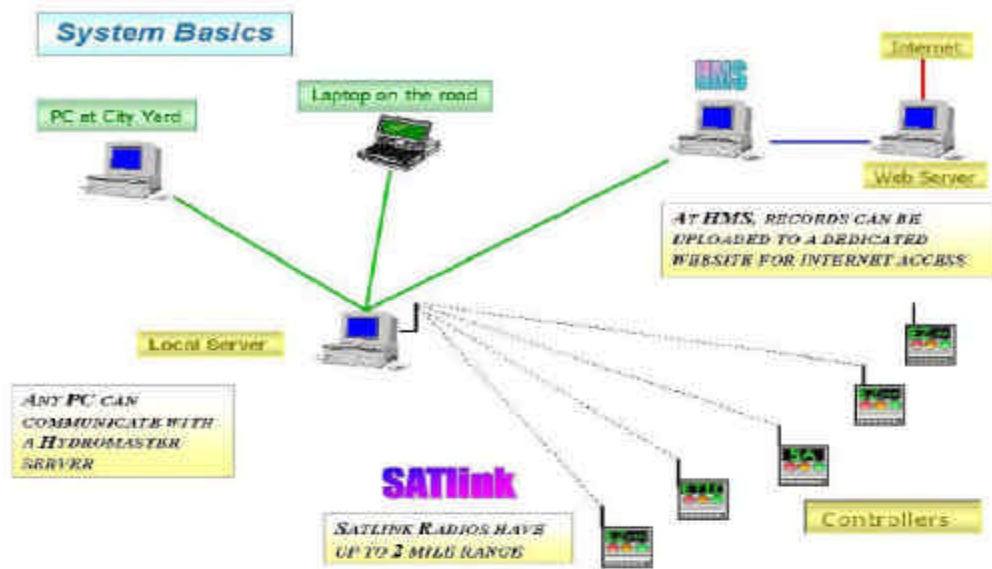 System Basics
Internet
HMS
Laptop on the road
PC at City Yard
Web Server
AT HMS, RECORDS CAN BE
UPLOADED TO A DEDICATED
WEBSITE FOR INTERNET ACCESS
Local Server
ANY PC CAN
COMMUNICATE WITH
A HYDROMASTER
SERVER
SATlink
SATLINK RADIOS HAVE
UP TO 2 MILE RANGE
Controllers